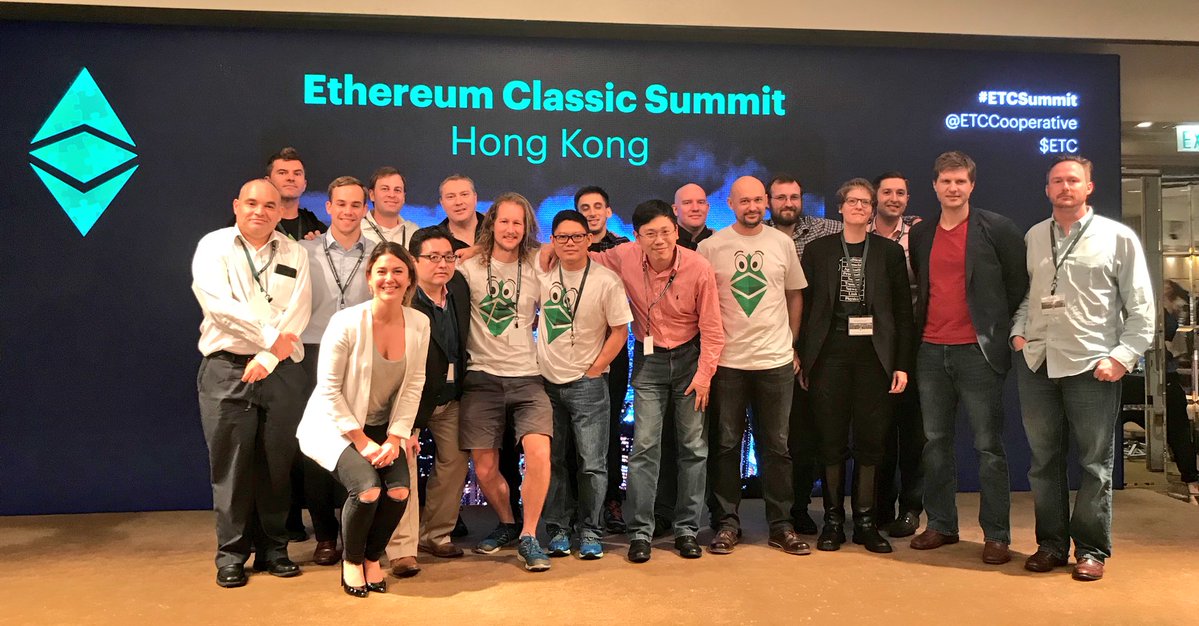 Ethereum Classic Summit
Hong Kong
#ETCSummit
@ETCCooperative
$ETC